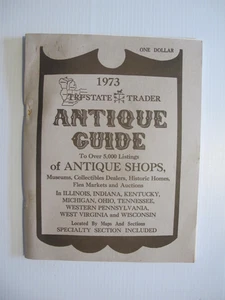 ONE DOLLAR
1973
TRI-STATE TRADER
ANTIQUE
GUIDE
To Over 5,000 Listings
of ANTIQUE SHOPS,
Museums, Collectibles Dealers, Historic Homes,
Flea Markets and Auctions
In ILLINOIS, INDIANA, KENTUCKY,
MICHIGAN, OHIO, TENNESSEE,
WESTERN PENNSYLVANIA,
WEST VIRGINIA and WISCONSIN
Located By Maps And Sections
SPECIALTY SECTION INCLUDED